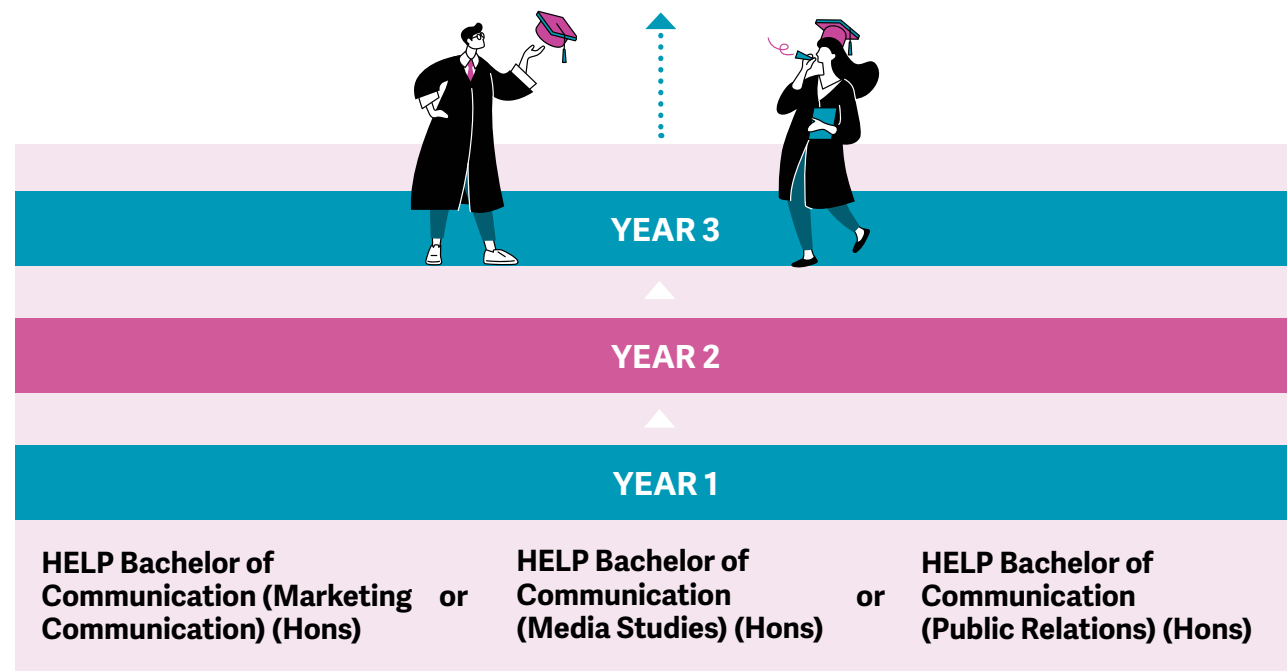 YEAR 3
YEAR 2
YEAR 1
HELP Bachelor of
Communication (Marketing
Communication) (Hons)
or
HELP Bachelor of
Communication
(Media Studies) (Hons)
or
HELP Bachelor of
Communication
(Public Relations) (Hons)